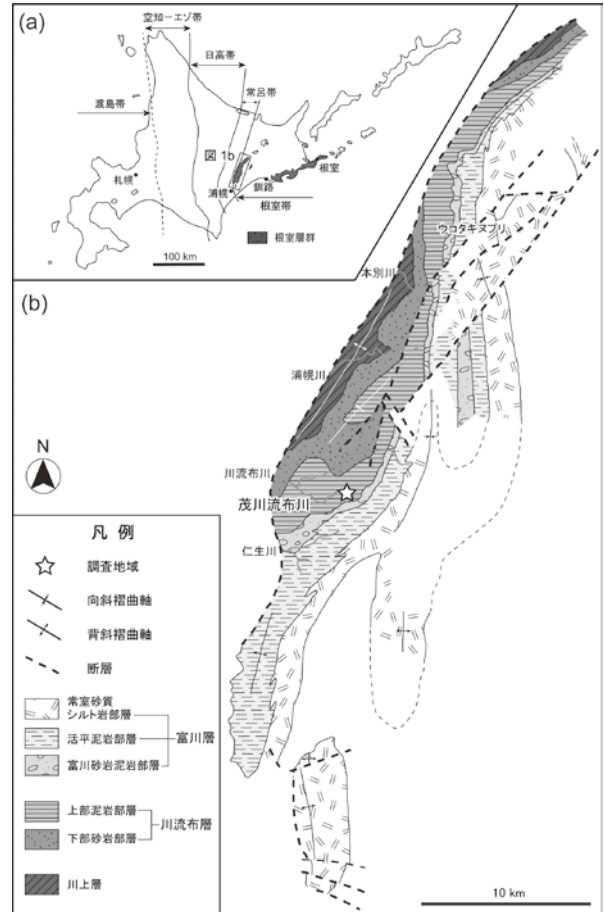 (a)
空知－エゾ帯
日高帯
常呂帯
渡島帯
図 1b
根室
札幌
浦幌
釧路
根室帯
根室層群
100 km
(b)
ウコタキヌプリ
本別川
浦幌川
N
川流布川
茂川流布川
仁生川
凡 例
調査地域
向斜褶曲軸
背斜褶曲軸
断層
常室砂質
シルト岩部層
活平泥岩部層
富川層
富川砂岩泥岩部層
上部泥岩部層
川流布層
下部砂岩部層
川上層
10 km